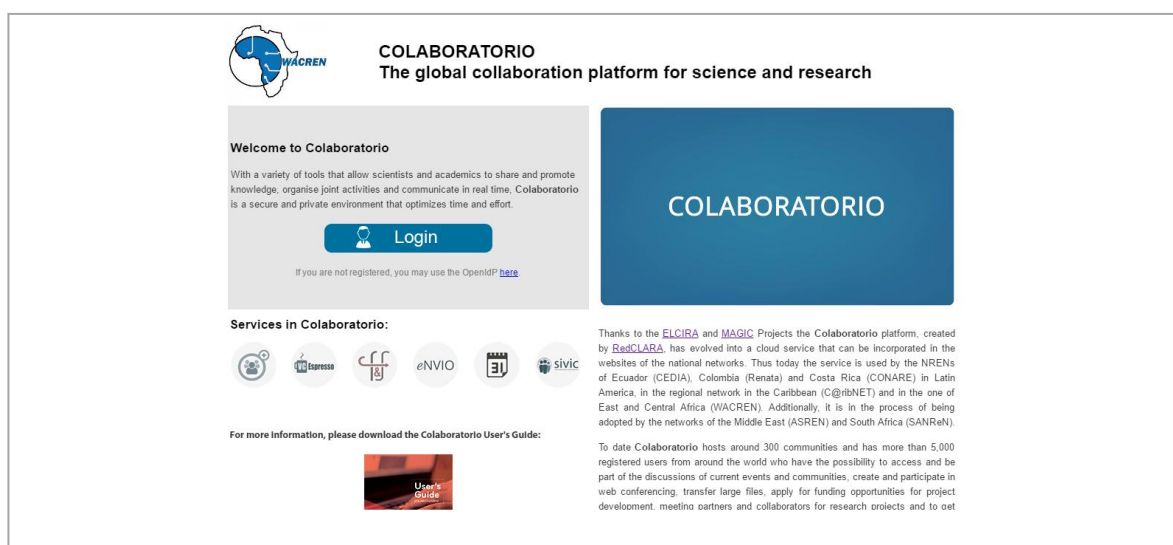 WACREN
COLABORATORIO
The global collaboration platform for science and research
Welcome to Colaboratorio
With a variety of tools that allow scientists and academics to share and promote
knowledge, organise joint activities and communicate in real time, Colaboratorio
is a secure and private environment that optimizes time and effort.
Login
If you are not registered, you may use the OpenIdP here.
COLABORATORIO
Services in Colaboratorio:
Espresso
eNVIO
31
sivic
For more information, please download the Colaboratorio User's Guide:
User's
Guide
Thanks to the ELCIRA and MAGIC Projects the Colaboratorio platform, created
by RedCLARA, has evolved into a cloud service that can be incorporated in the
websites of the national networks. Thus today the service is used by the NRENs
of Ecuador (CEDIA), Colombia (Renata) and Costa Rica (CONARE) in Latin
America, in the regional network in the Caribbean (C@ribNET) and in the one of
East and Central Africa (WACREN). Additionally, it is in the process of being
adopted by the networks of the Middle East (ASREN) and South Africa (SANReN).
To date Colaboratorio hosts around 300 communities and has more than 5,000
registered users from around the world who have the possibility to access and be
part of the discussions of current events and communities, create and participate in
web conferencing, transfer large files, apply for funding opportunities for project
development, meeting partners and collaborators for research projects and to get